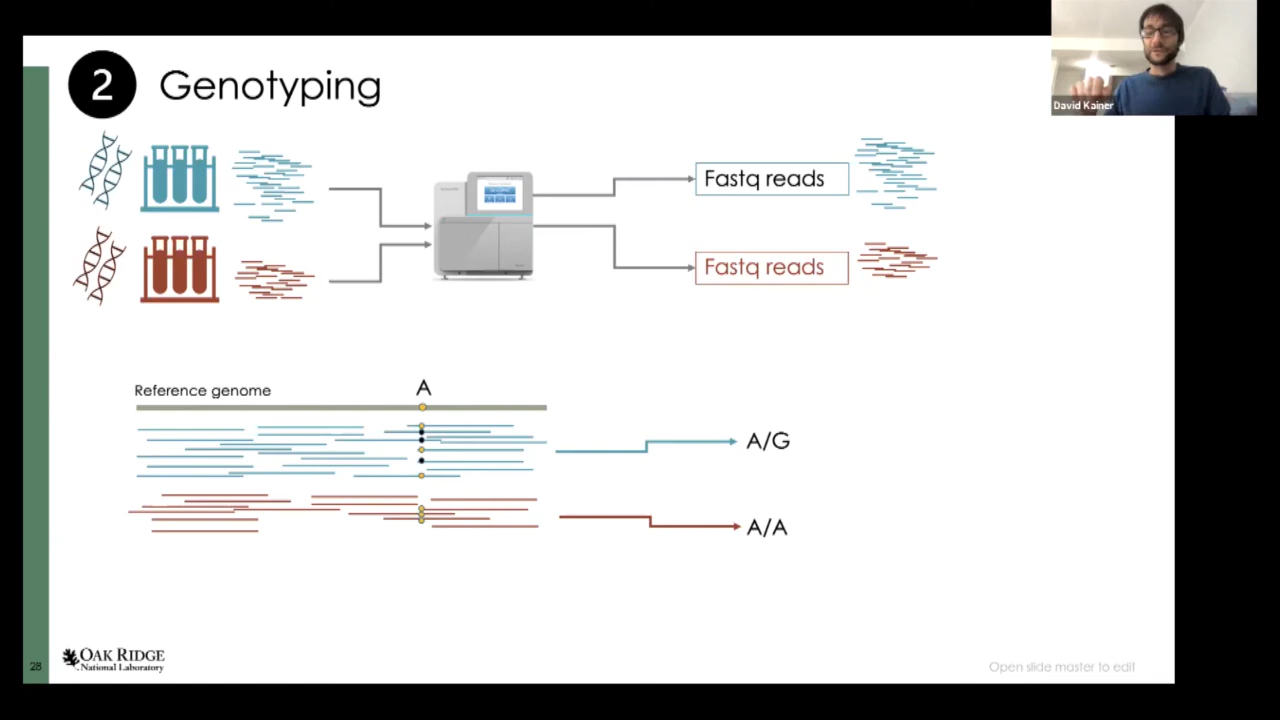 2
Genotyping
David Kainer
Fastq reads
Fastq reads
Reference genome
A
A/G
A/A
28
OAK RIDGE
National Laboratory
Open slide master to edit